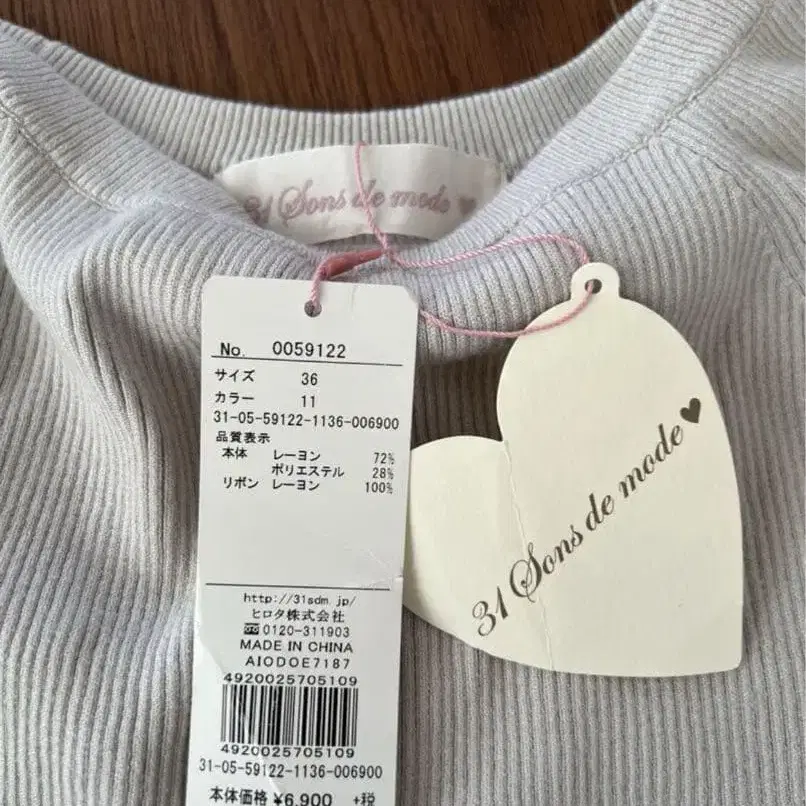 31 Sons de mode ♥
No. 0059122
サイズ 36
カラー 11
31-05-59122-1136-006900
品質表示
本体 レーヨン 72%
ポリエステル 28%
リボン レーヨン 100%
http://31sdm.jp/
ヒロタ株式会社
0120-311903
MADE IN CHINA
AIODOE7187
4920025705109
4920025705109
31-05-59122-1136-006900
本体価格 ¥6,900 +税
31 Sons de mode♥